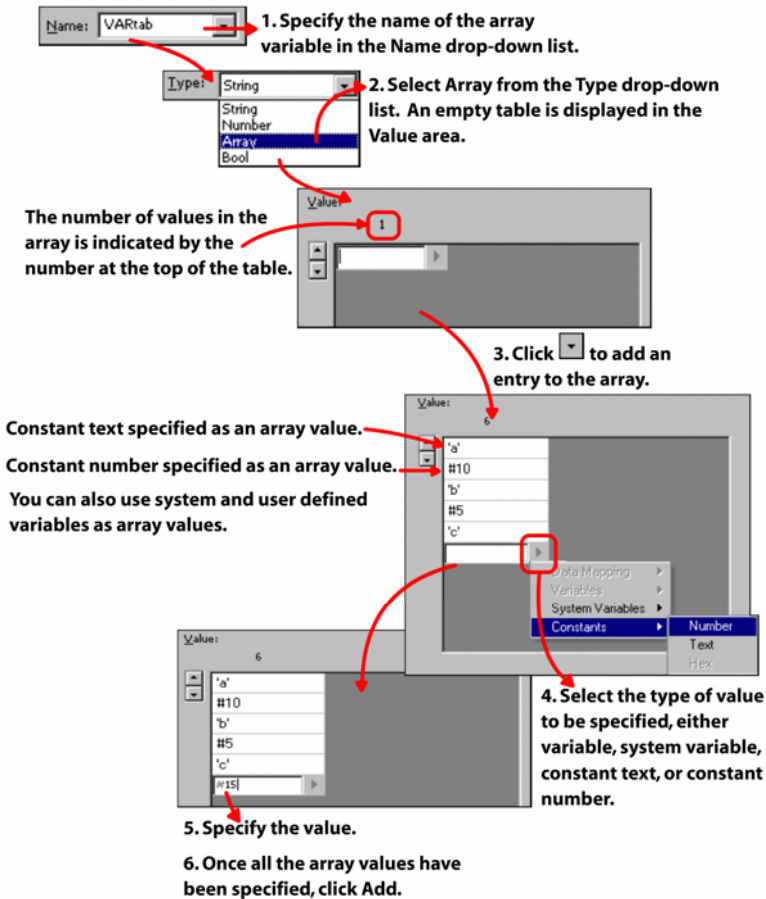 Name: VARtab
1. Specify the name of the array
variable in the Name drop-down list.
Type: String
String
Number
Array
Bool
2. Select Array from the Type drop-down
list. An empty table is displayed in the
Value area.
The number of values in the
array is indicated by the
number at the top of the table.
Value:
1
3. Click to add an
entry to the array.
Constant text specified as an array value.
Constant number specified as an array value.
You can also use system and user defined
variables as array values.
Value:
6
'a'
#10
'b'
#5
'c'
Data Mapping
Variables
System Variables
Constants
Number
Text
Hex
4. Select the type of value
to be specified, either
variable, system variable,
constant text, or constant
number.
Value:
6
'a'
#10
'b'
#5
'c'
#15
5. Specify the value.
6. Once all the array values have
been specified, click Add.